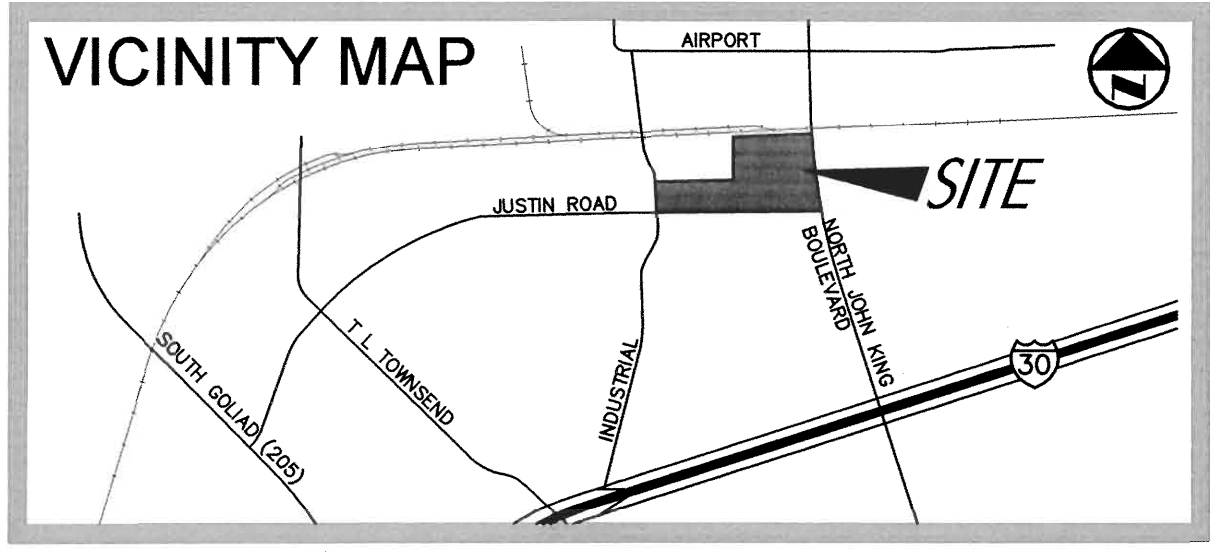 VICINITY MAP
AIRPORT
N
SITE
JUSTIN ROAD
NORTH JOHN KING
BOULEVARD
T L TOWNSEND
SOUTH GOLIAD (205)
INDUSTRIAL
30